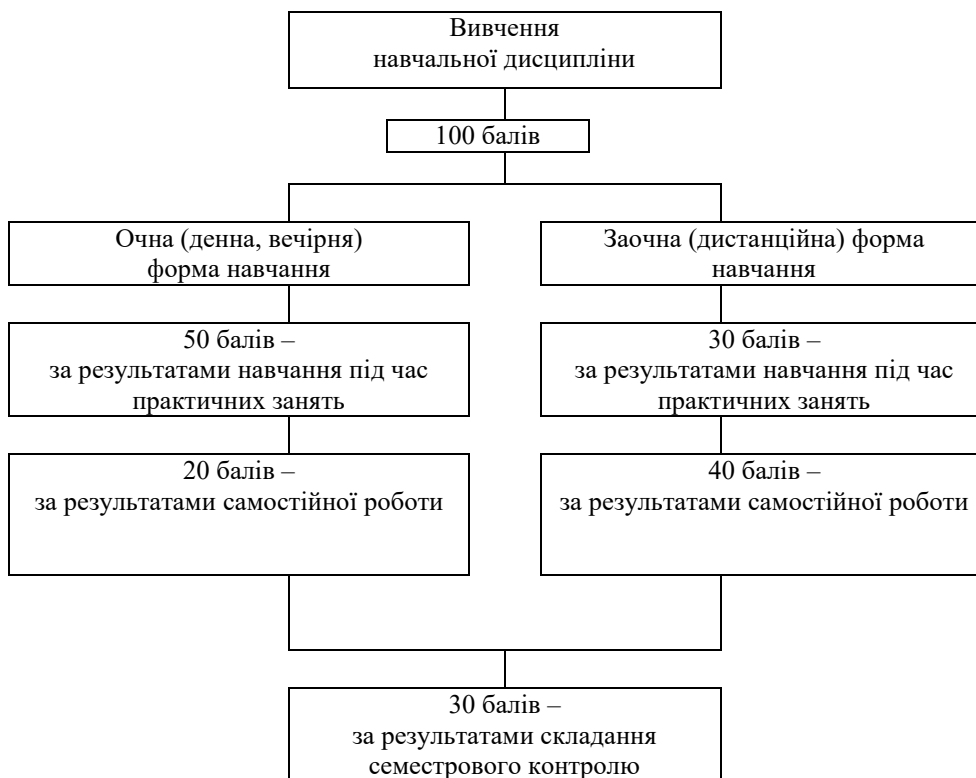 Вивчення
навчальної дисципліни
100 балів
Очна (денна, вечірня)
форма навчання
Заочна (дистанційна) форма
навчання
50 балів –
за результатами навчання під час
практичних занять
30 балів –
за результатами навчання під час
практичних занять
20 балів –
за результатами самостійної роботи
40 балів –
за результатами самостійної роботи
30 балів –
за результатами складання
семестрового контролю